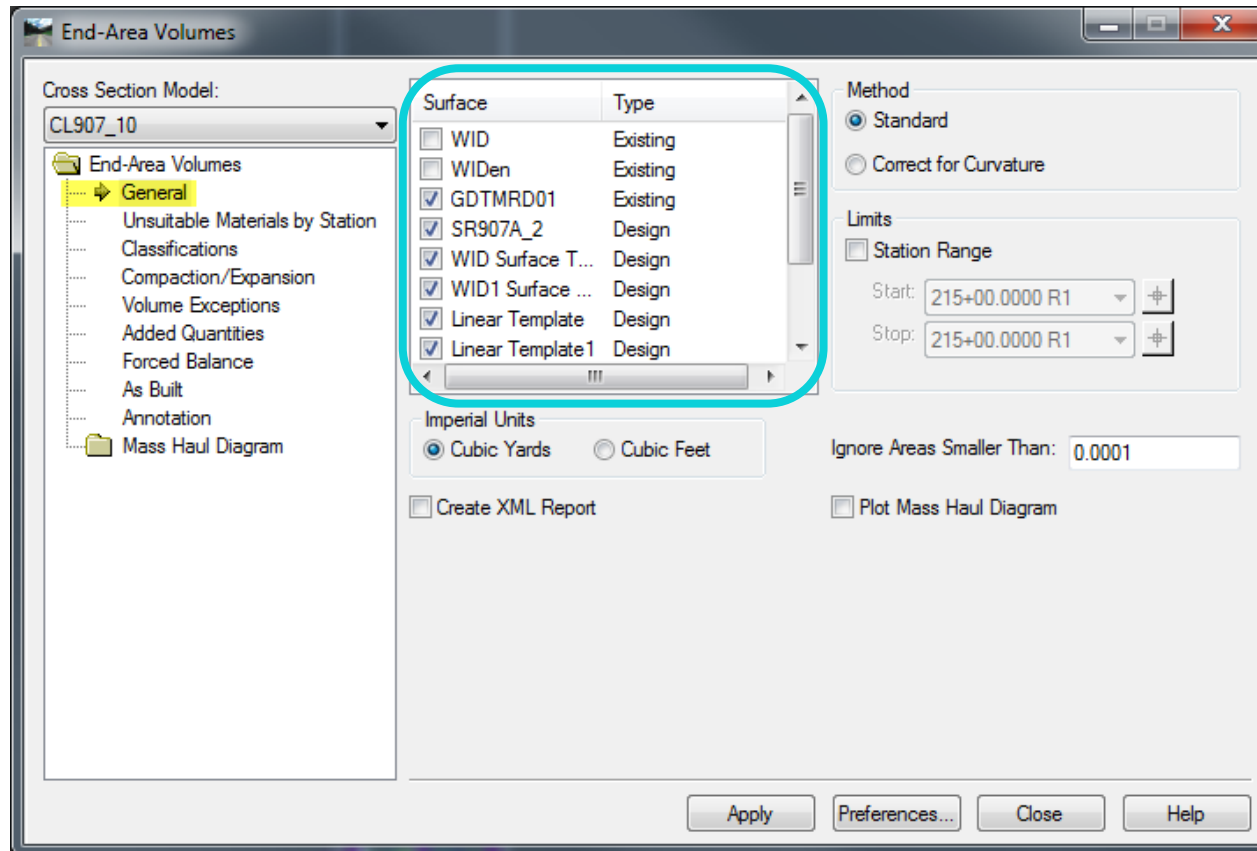 End-Area Volumes
Cross Section Model:
CL907_10
End-Area Volumes
General
Unsuitable Materials by Station
Classifications
Compaction/Expansion
Volume Exceptions
Added Quantities
Forced Balance
As Built
Annotation
Mass Haul Diagram
Surface Type
WID Existing
WIDen Existing
GDTMRD01 Existing
SR907A_2 Design
WID Surface T... Design
WID1 Surface ... Design
Linear Template Design
Linear Template1 Design
Imperial Units
Cubic Yards Cubic Feet
Create XML Report
Method
Standard
Correct for Curvature
Limits
Station Range
Start: 215+00.0000 R1
Stop: 215+00.0000 R1
Ignore Areas Smaller Than: 0.0001
Plot Mass Haul Diagram
Apply Preferences... Close Help